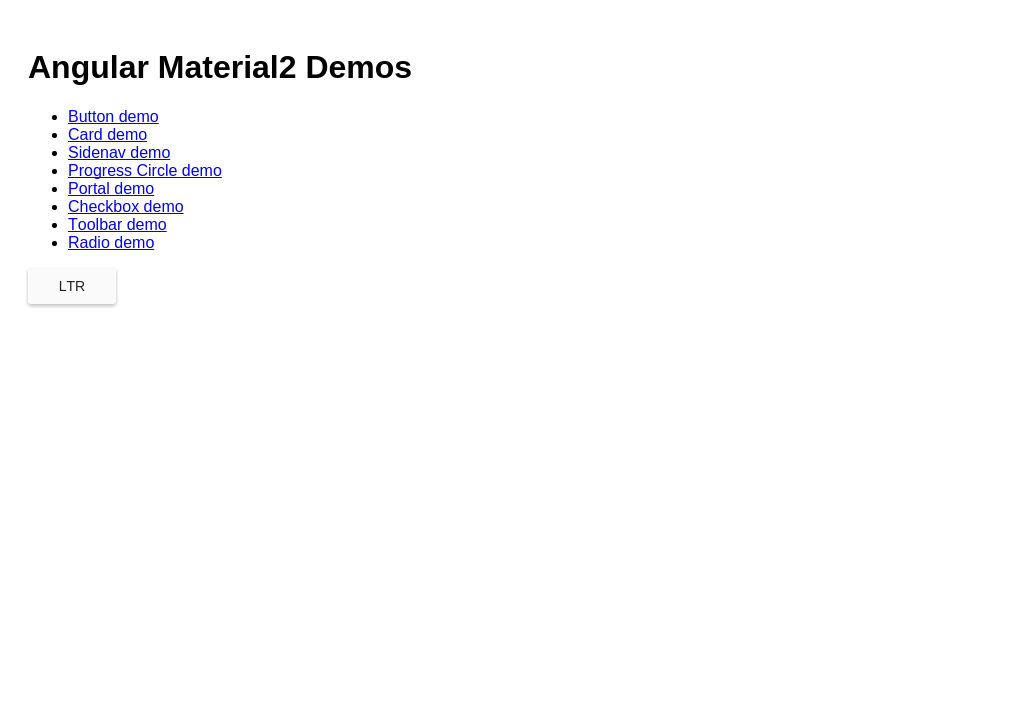 Angular Material2 Demos
Button demo
Card demo
Sidenav demo
Progress Circle demo
Portal demo
Checkbox demo
Toolbar demo
Radio demo
LTR